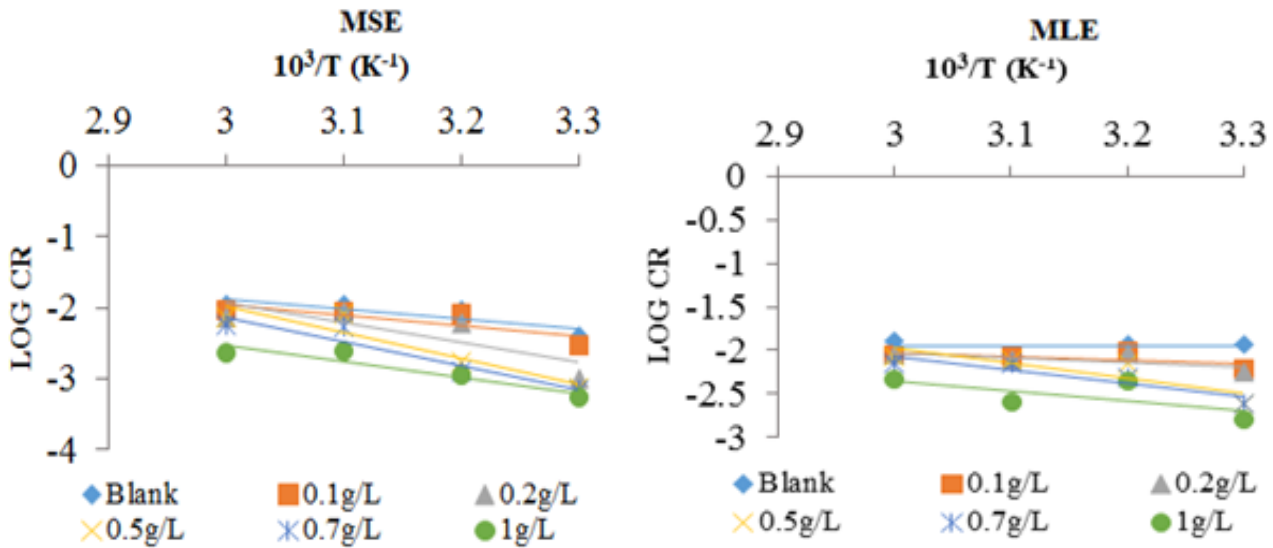 MSE
10³/T (K⁻¹)
2.9 3 3.1 3.2 3.3
0
-1
-2
-3
-4
LOG CR
Blank 0.1g/L 0.2g/L
0.5g/L 0.7g/L 1g/L
MLE
10³/T (K⁻¹)
2.9 3 3.1 3.2 3.3
0
-0.5
-1
-1.5
-2
-2.5
-3
LOG CR
Blank 0.1g/L 0.2g/L
0.5g/L 0.7g/L 1g/L